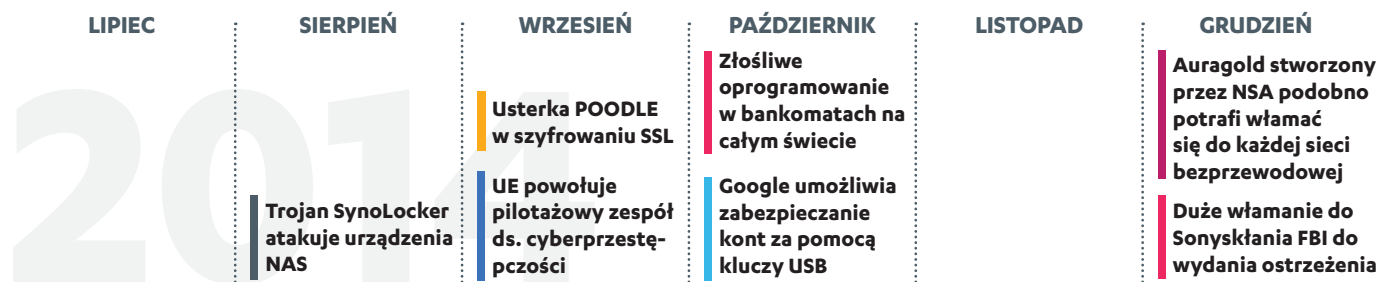 LIPIEC
SIERPIEŃ
WRZESIEŃ
PAŹDZIERNIK
LISTOPAD
GRUDZIEŃ
2014
Trojan SynoLocker
atakuje urządzenia
NAS
Usterka POODLE
w szyfrowaniu SSL
UE powołuje
pilotażowy zespół
ds. cyberprzestę-
pczości
Złośliwe
oprogramowanie
w bankomatach na
całym świecie
Google umożliwia
zabezpieczanie
kont za pomocą
kluczy USB
Auragold stworzony
przez NSA podobno
potrafi włamać
się do każdej sieci
bezprzewodowej
Duże włamanie do
Sonyskłania FBI do
wydania ostrzeżenia